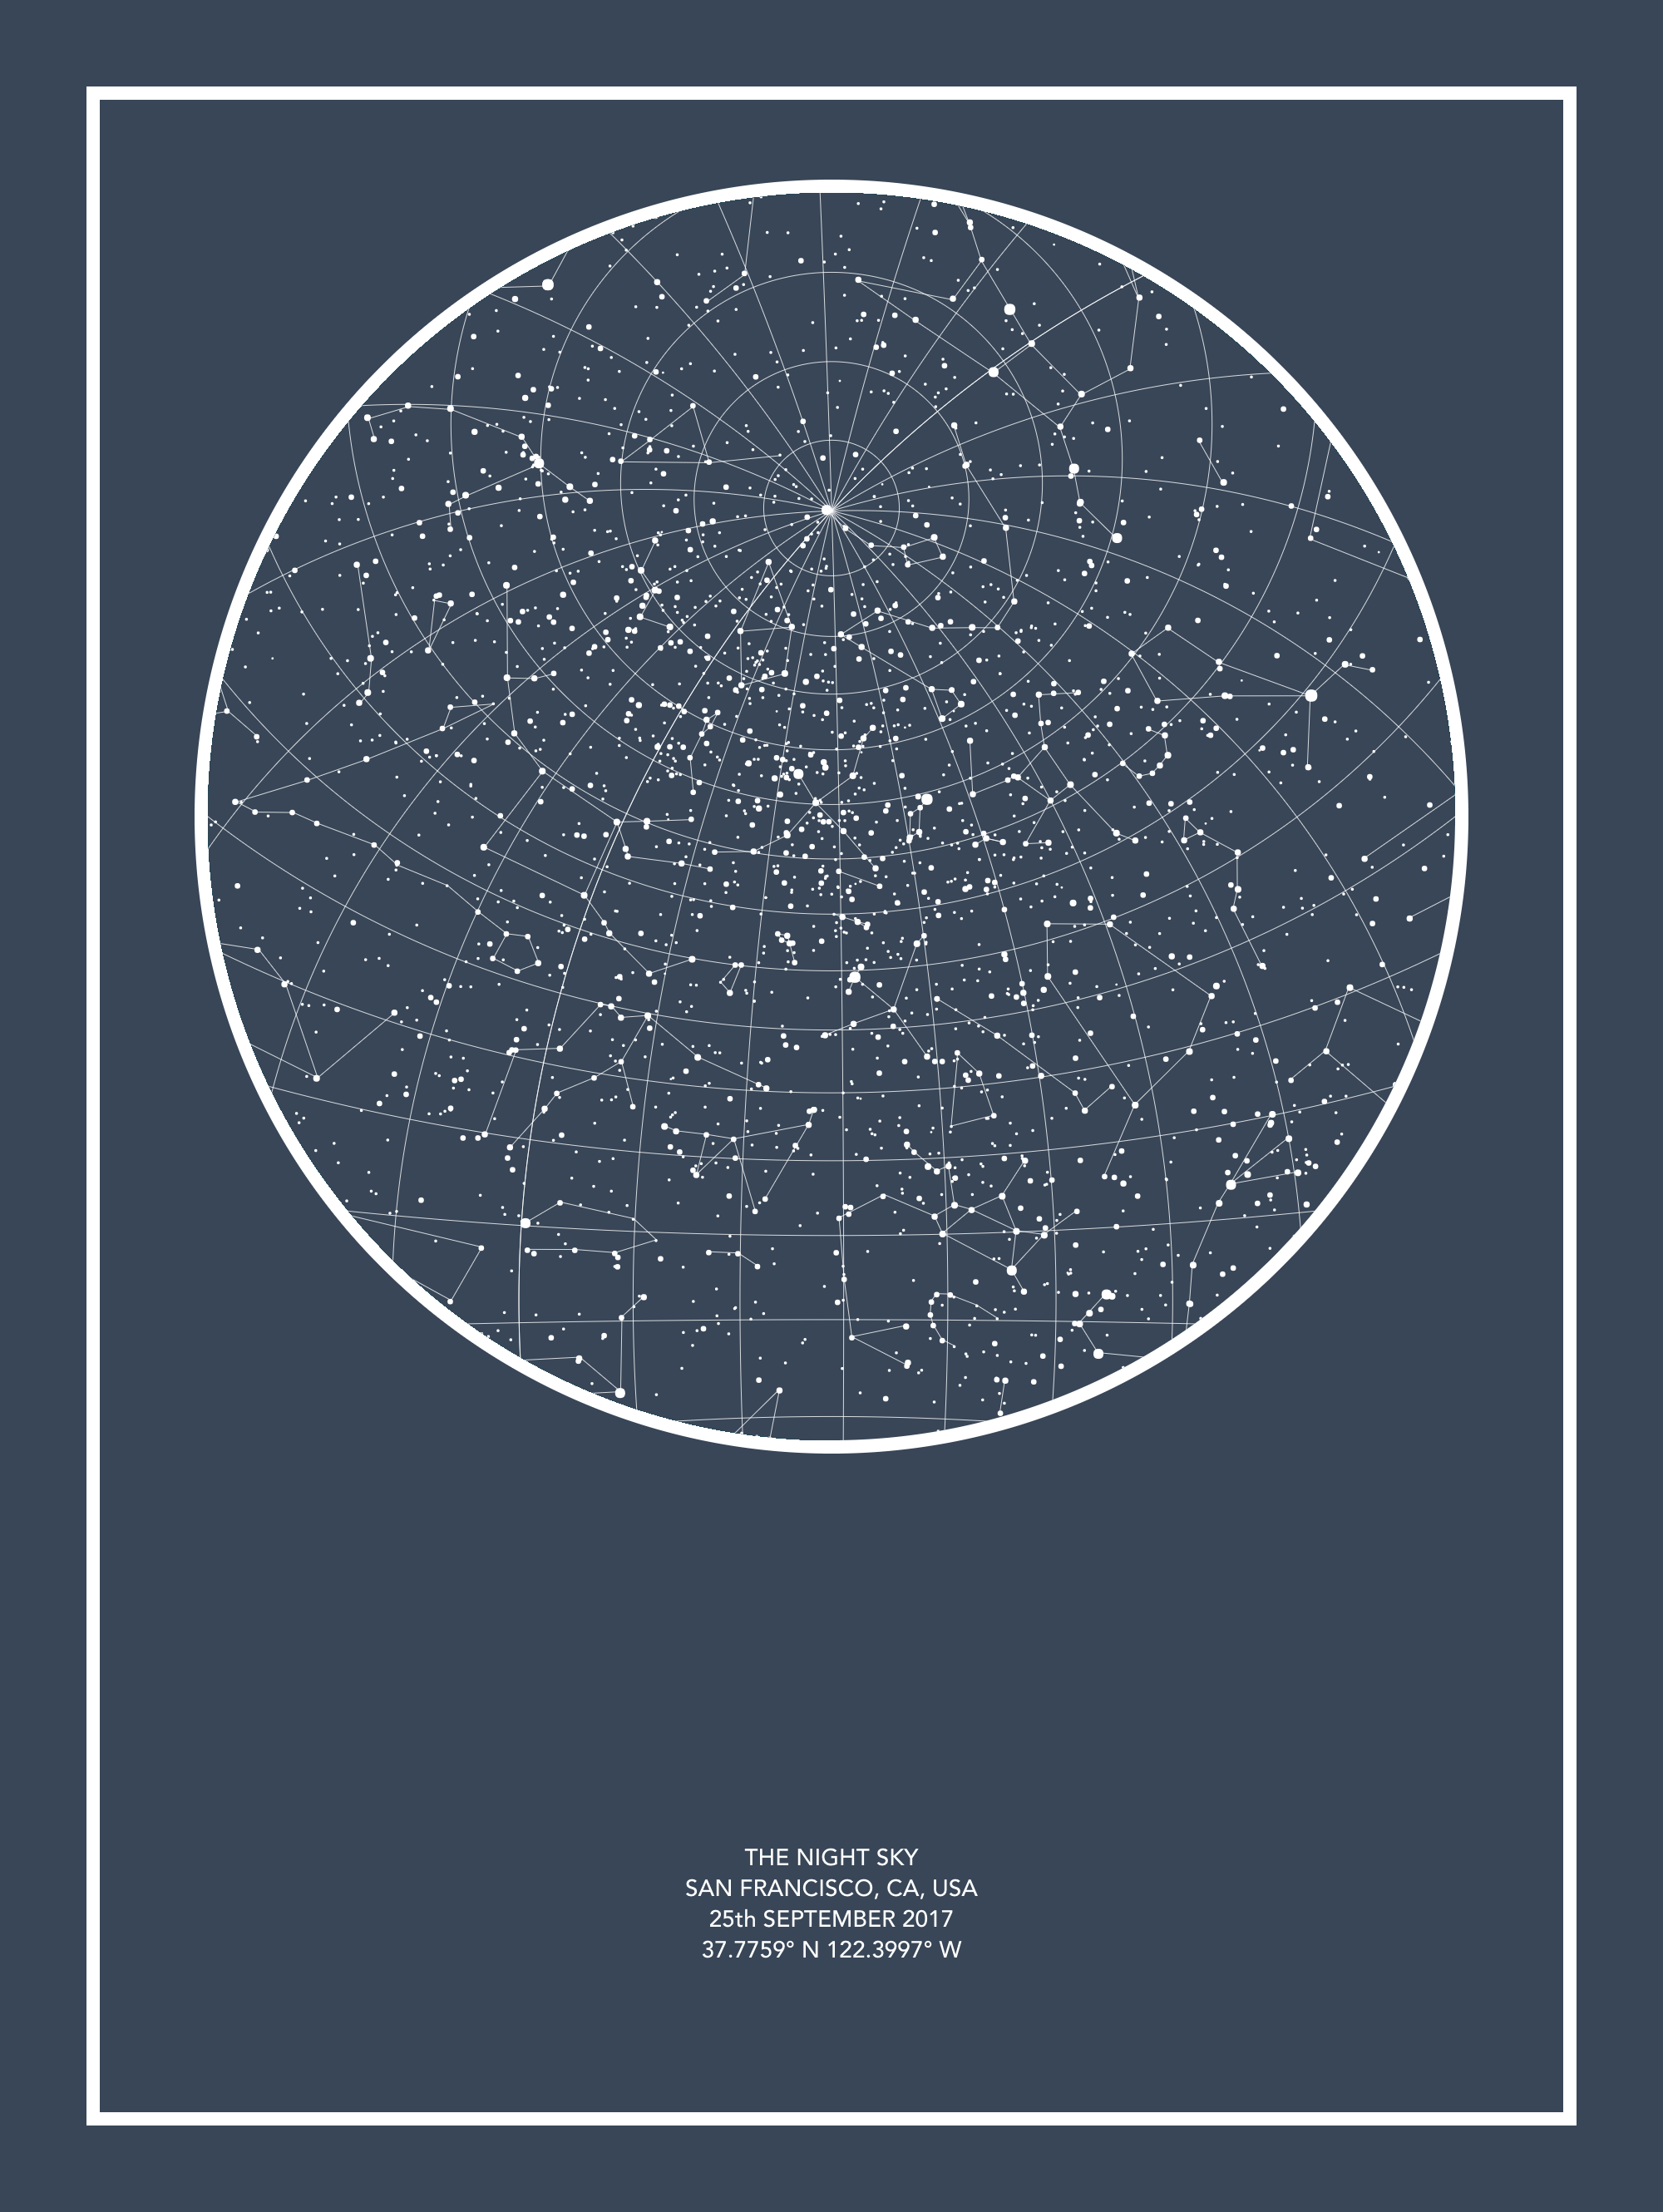 THE NIGHT SKY
SAN FRANCISCO, CA, USA
25th SEPTEMBER 2017
37.7759° N 122.3997° W